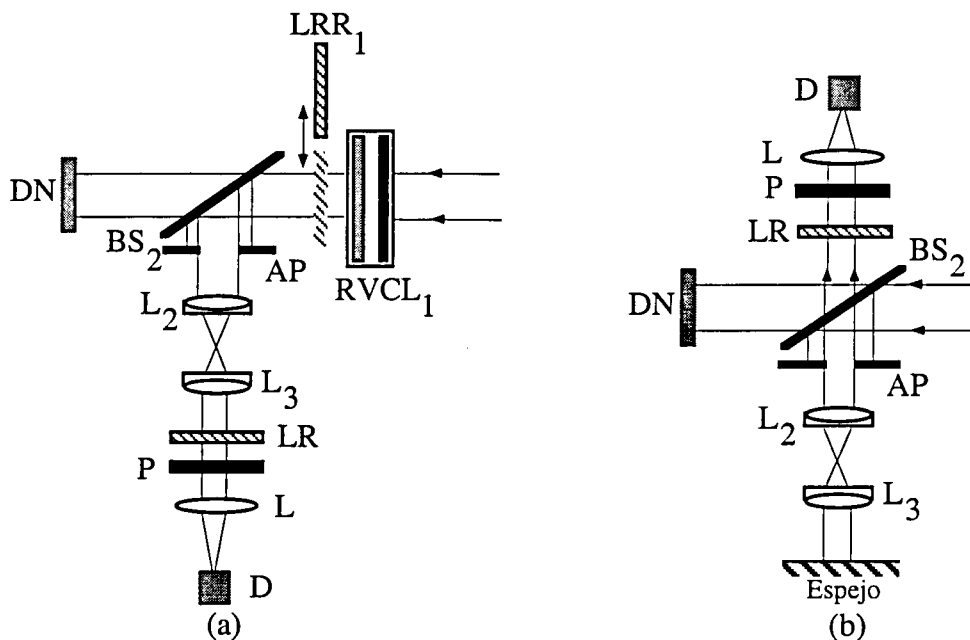 LRR1
DN
BS2
AP
RVCL1
L2
L3
LR
P
L
D
(a)
D
L
P
LR
BS2
DN
AP
L2
L3
Espejo
(b)